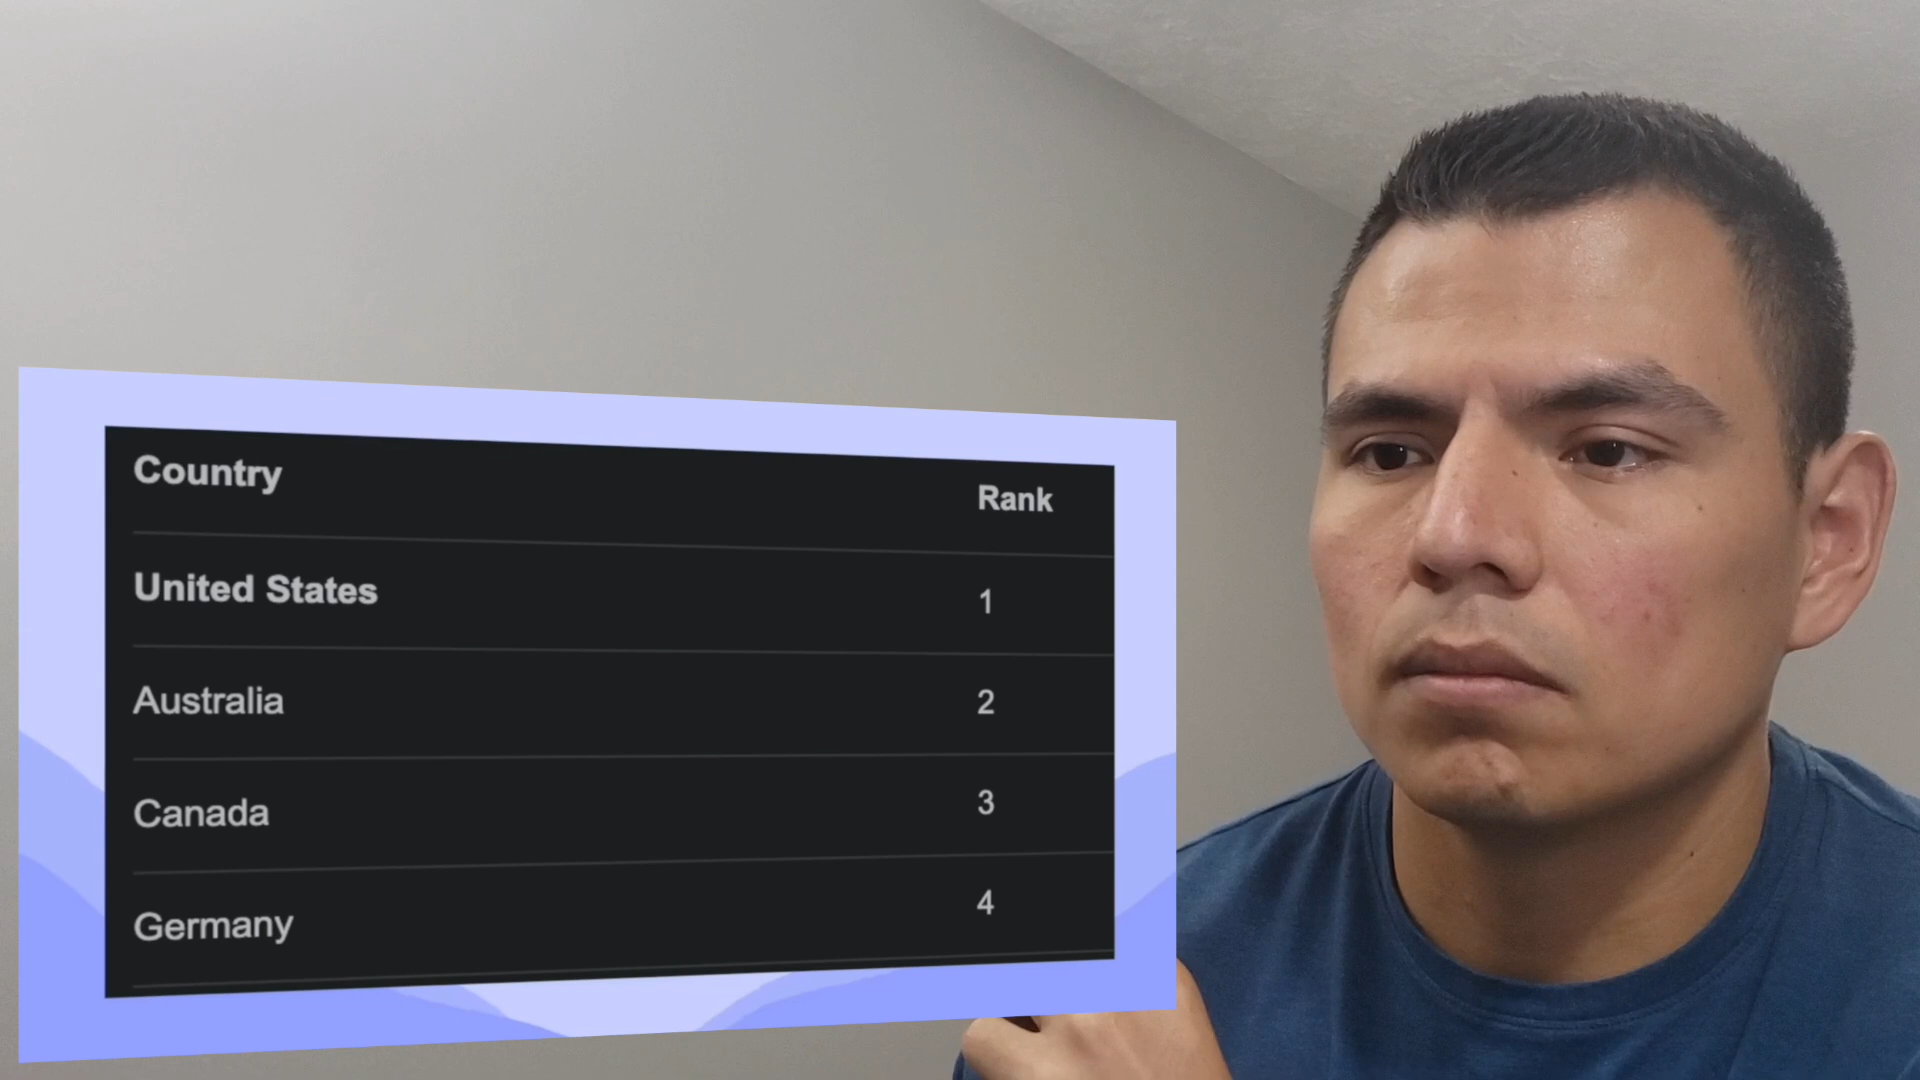 Country Rank
United States 1
Australia 2
Canada 3
Germany 4